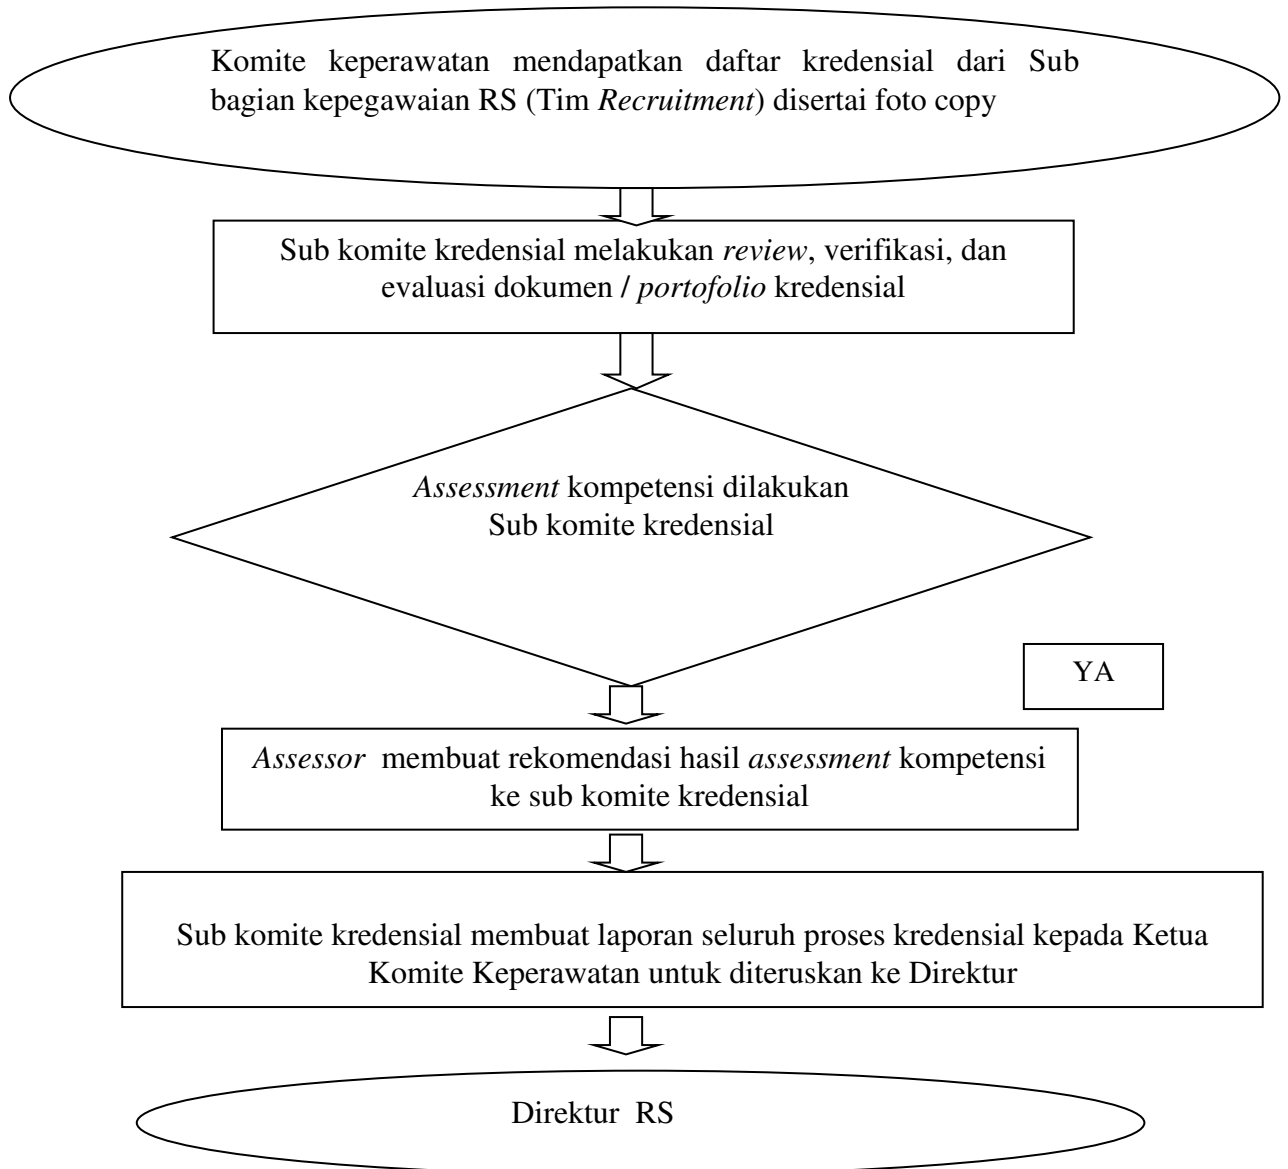 Komite keperawatan mendapatkan daftar kredensial dari Sub
bagian kepegawaian RS (Tim Recruitment) disertai foto copy
Sub komite kredensial melakukan review, verifikasi, dan
evaluasi dokumen / portofolio kredensial
Assessment kompetensi dilakukan
Sub komite kredensial
YA
Assessor membuat rekomendasi hasil assessment kompetensi
ke sub komite kredensial
Sub komite kredensial membuat laporan seluruh proses kredensial kepada Ketua
Komite Keperawatan untuk diteruskan ke Direktur
Direktur RS